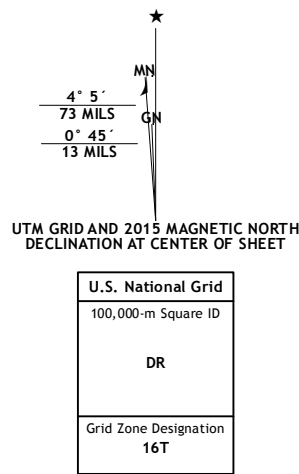 MN
4° 5´
73 MILS
GN
0° 45´
13 MILS
UTM GRID AND 2015 MAGNETIC NORTH
DECLINATION AT CENTER OF SHEET
U.S. National Grid
100,000-m Square ID
DR
Grid Zone Designation
16T